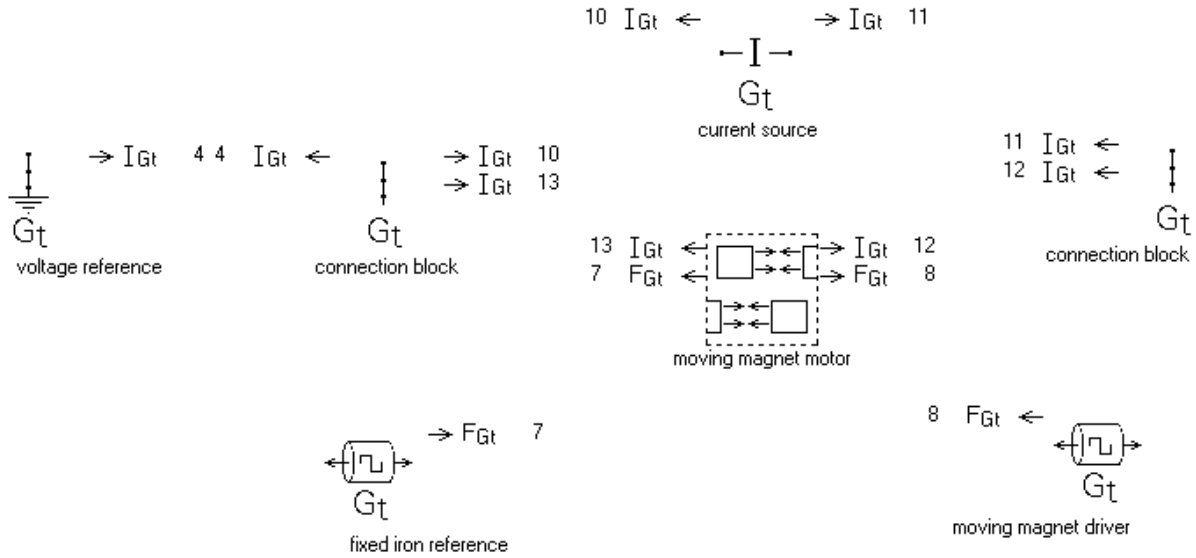 10 IGt IGt 11
I
Gt
current source
IGt 4 4 IGt IGt 10
IGt 13
11 IGt
12 IGt
Gt
voltage reference
Gt
connection block
Gt
connection block
13 IGt IGt 12
7 FGt FGt 8
moving magnet motor
FGt 7
Gt
fixed iron reference
8 FGt
Gt
moving magnet driver